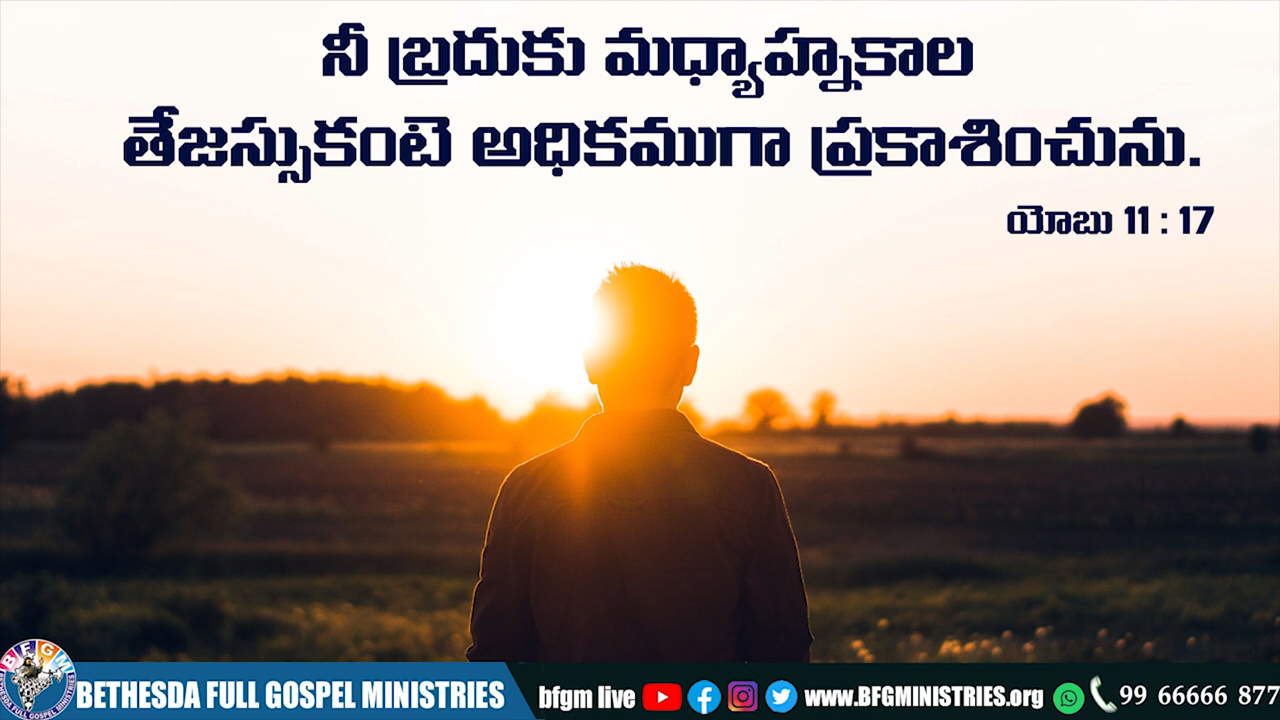 నీ బ్రదుకు మధ్యాహ్నకాల
తేజస్సుకంటె అధికముగా ప్రకాశించును.
యోబు 11 : 17
BFGM
BETHESDA FULL GOSPEL MINISTRIES
bfgm live www.BFGMINISTRIES.org 99 66666 877